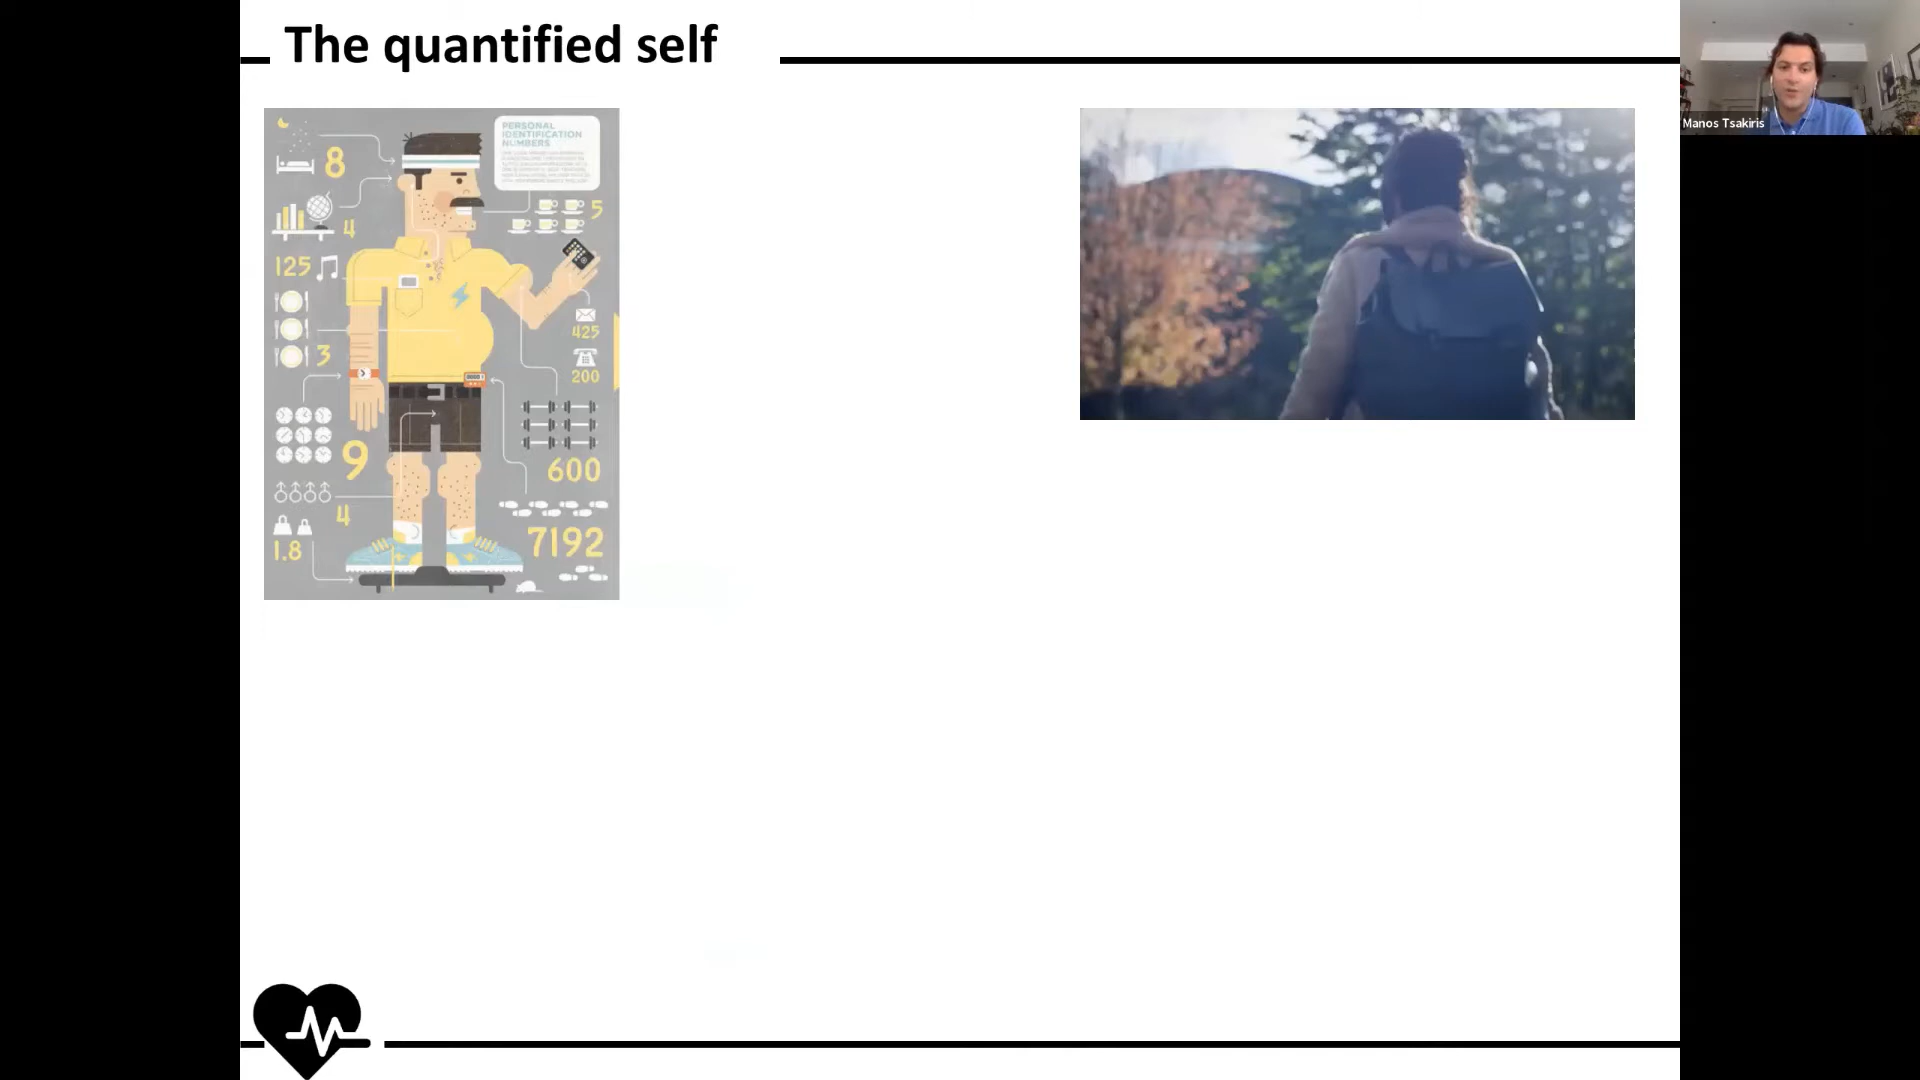 The quantified self
Manos Tsakiris
PERSONAL
IDENTIFICATION
NUMBERS
8
5
4
125
425
3
200
9
600
4
7192
1.8